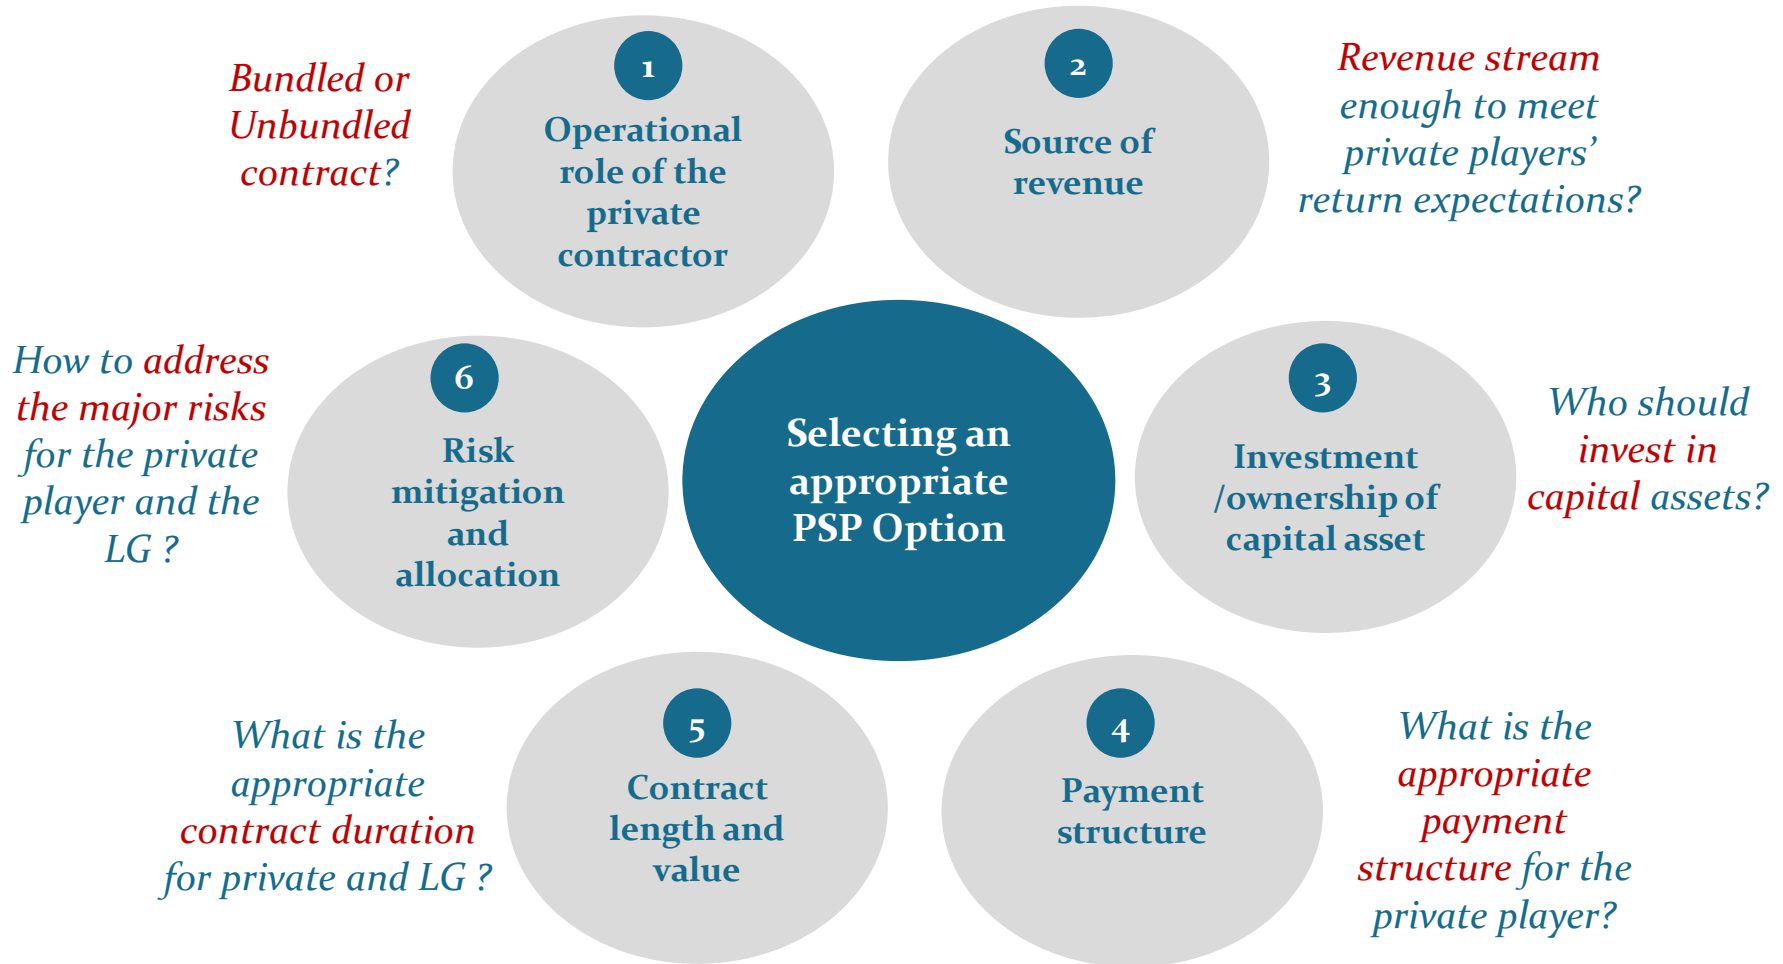 Bundled or
Unbundled
contract?
1
Operational
role of the
private
contractor
2
Source of
revenue
Revenue stream
enough to meet
private players’
return expectations?
Selecting an
appropriate
PSP Option
3
Investment
/ownership of
capital asset
Who should
invest in
capital assets?
4
Payment
structure
What is the
appropriate
payment
structure for the
private player?
5
Contract
length and
value
What is the
appropriate
contract duration
for private and LG ?
6
Risk
mitigation
and
allocation
How to address
the major risks
for the private
player and the
LG ?